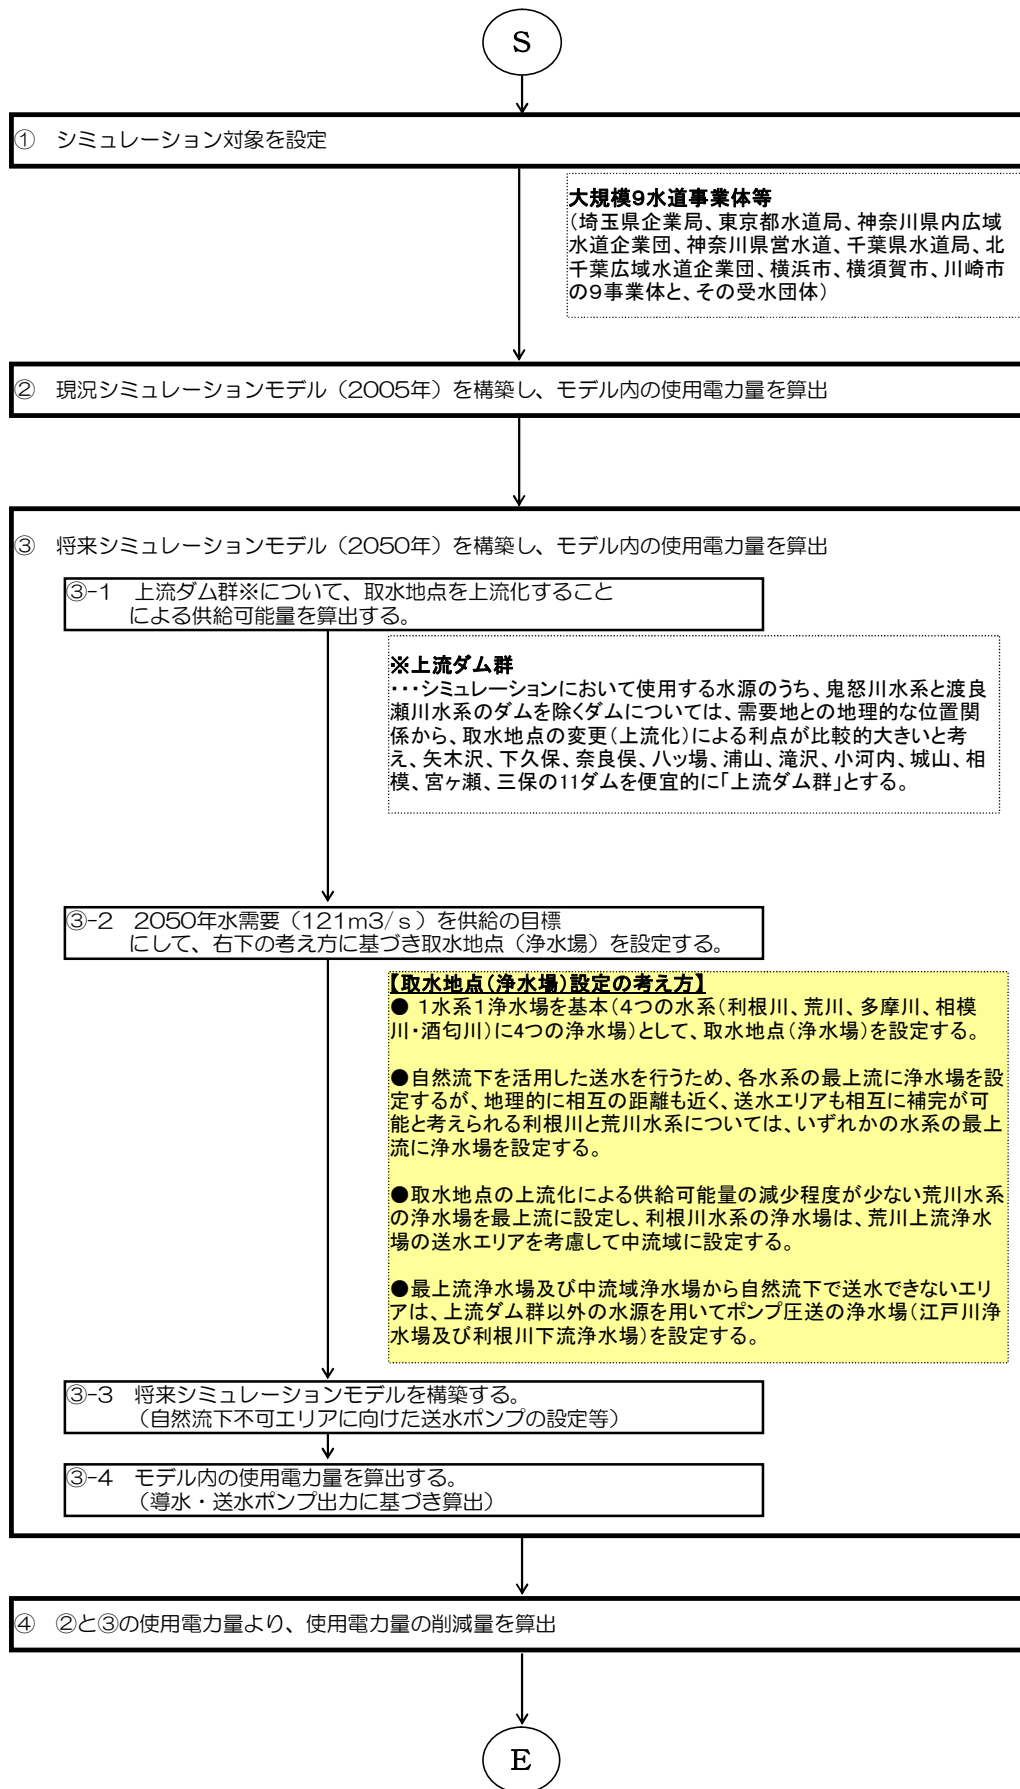 S
① シミュレーション対象を設定
大規模9水道事業体等
(埼玉県企業局、東京都水道局、神奈川県内広域
水道企業団、神奈川県営水道、千葉県水道局、北
千葉広域水道企業団、横浜市、横須賀市、川崎市
の9事業体と、その受水団体)
② 現況シミュレーションモデル（2005年）を構築し、モデル内の使用電力量を算出
③ 将来シミュレーションモデル（2050年）を構築し、モデル内の使用電力量を算出
③-1 上流ダム群※について、取水地点を上流化すること
による供給可能量を算出する。
※上流ダム群
・・・シミュレーションにおいて使用する水源のうち、鬼怒川水系と渡良
瀬川水系のダムを除くダムについては、需要地との地理的な位置関
係から、取水地点の変更(上流化)による利点が比較的大きいと考
え、矢木沢、下久保、奈良俣、八ッ場、浦山、滝沢、小河内、城山、相
模、宮ヶ瀬、三保の11ダムを便宜的に「上流ダム群」とする。
③-2 2050年水需要（121m3/s）を供給の目標
にして、右下の考え方に基づき取水地点（浄水場）を設定する。
【取水地点(浄水場)設定の考え方】
● 1水系1浄水場を基本(4つの水系(利根川、荒川、多摩川、相模
川・酒匂川)に4つの浄水場)として、取水地点(浄水場)を設定する。
●自然流下を活用した送水を行うため、各水系の最上流に浄水場を設
定するが、地理的に相互の距離も近く、送水エリアも相互に補完が可
能と考えられる利根川と荒川水系については、いずれかの水系の最上
流に浄水場を設定する。
●取水地点の上流化による供給可能量の減少程度が少ない荒川水系
の浄水場を最上流に設定し、利根川水系の浄水場は、荒川上流浄水
場の送水エリアを考慮して中流域に設定する。
●最上流浄水場及び中流域浄水場から自然流下で送水できないエリ
アは、上流ダム群以外の水源を用いてポンプ圧送の浄水場(江戸川浄
水場及び利根川下流浄水場)を設定する。
③-3 将来シミュレーションモデルを構築する。
（自然流下不可エリアに向けた送水ポンプの設定等）
③-4 モデル内の使用電力量を算出する。
（導水・送水ポンプ出力に基づき算出）
④ ②と③の使用電力量より、使用電力量の削減量を算出
E